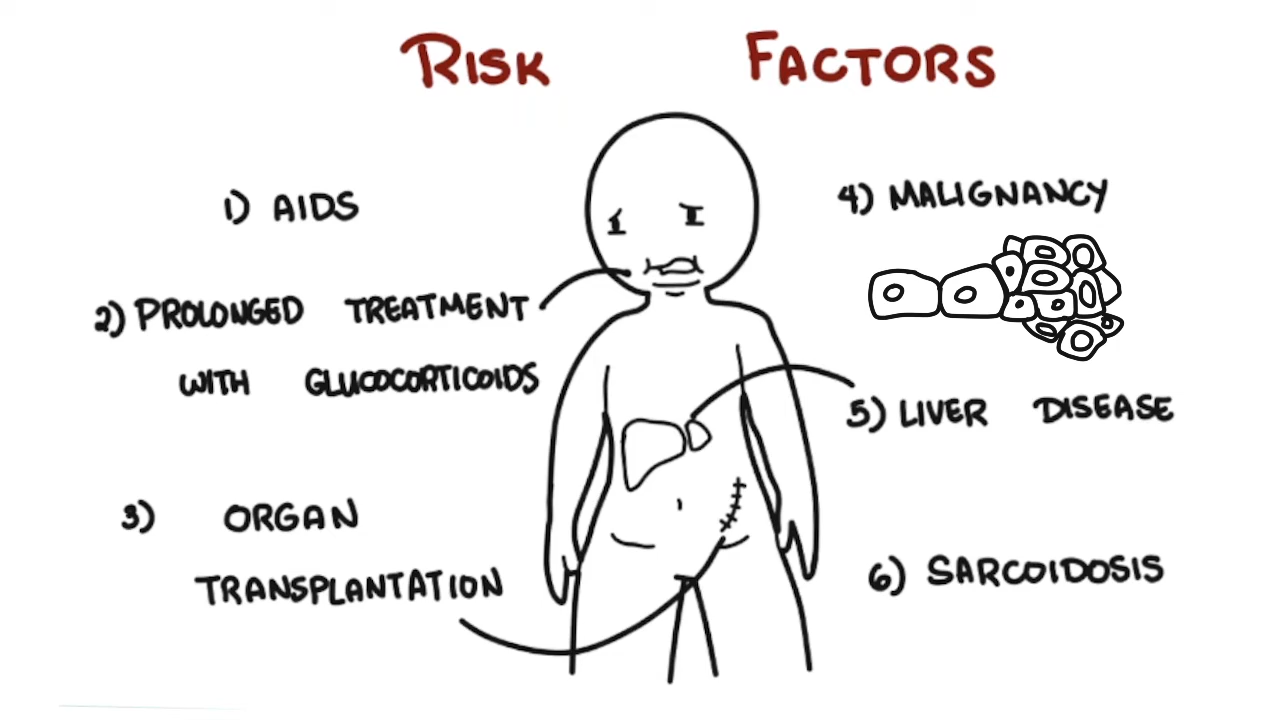 RISK FACTORS
1) AIDS
2) PROLONGED TREATMENT
WITH GLUCOCORTICOIDS
3) ORGAN
TRANSPLANTATION
4) MALIGNANCY
5) LIVER DISEASE
6) SARCOIDOSIS